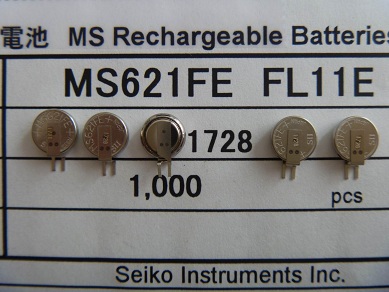 電池 MS Rechargeable Batteries
MS621FE FL11E
1728
1,000 pcs
Seiko Instruments Inc.